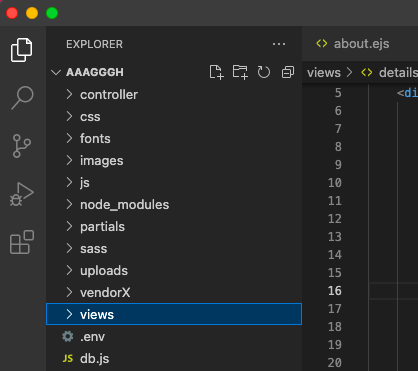 EXPLORER
about.ejs
AAAGGGH
views > details
controller
css
fonts
images
js
node_modules
partials
sass
uploads
vendorX
views
.env
JS db.js
5 <di
6
7
8
9
10
11
12
13
14
15
16
17
18
19
20